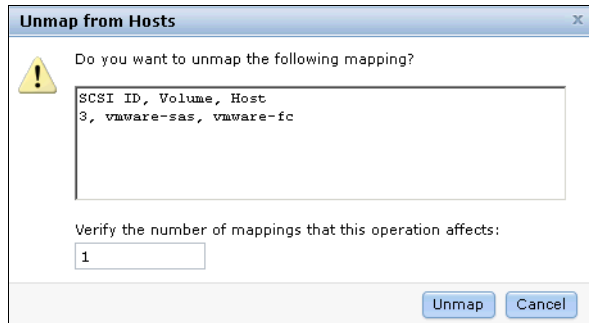 Unmap from Hosts
x
Do you want to unmap the following mapping?
SCSI ID, Volume, Host
3, vmware-sas, vmware-fc
Verify the number of mappings that this operation affects:
1
Unmap Cancel